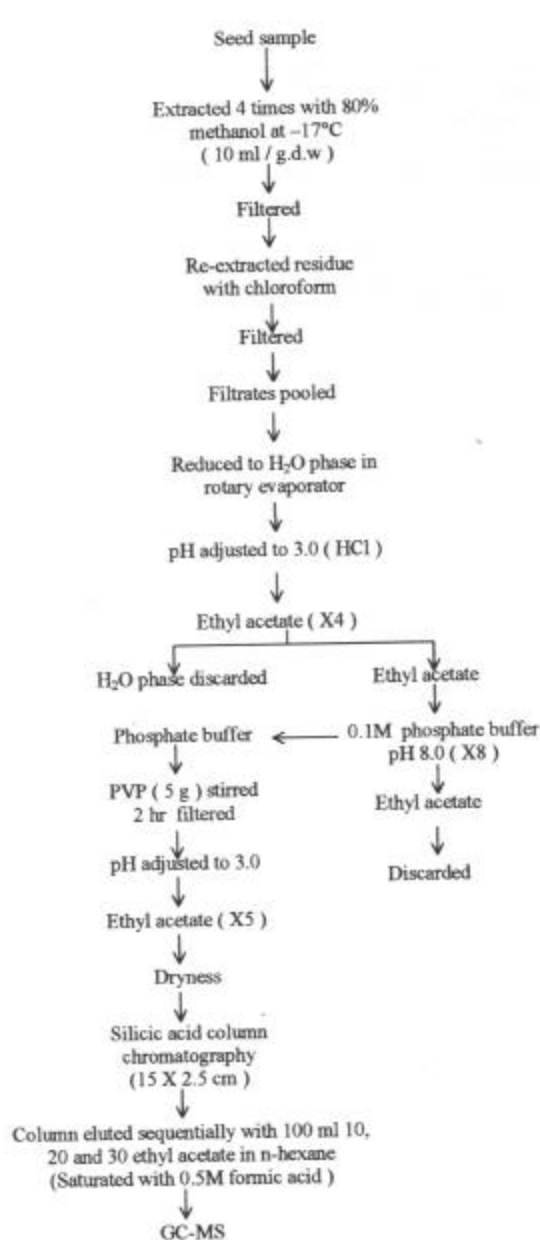 Seed sample
Extracted 4 times with 80%
methanol at –17°C
( 10 ml / g.d.w )
Filtered
Re-extracted residue
with chloroform
Filtered
Filtrates pooled
Reduced to H₂O phase in
rotary evaporator
pH adjusted to 3.0 ( HCl )
Ethyl acetate ( X4 )
H₂O phase discarded
Ethyl acetate
Phosphate buffer
0.1M phosphate buffer
pH 8.0 ( X8 )
PVP ( 5 g ) stirred
2 hr filtered
Ethyl acetate
pH adjusted to 3.0
Discarded
Ethyl acetate ( X5 )
Dryness
Silicic acid column
chromatography
(15 X 2.5 cm )
Column eluted sequentially with 100 ml 10,
20 and 30 ethyl acetate in n-hexane
(Saturated with 0.5M formic acid )
GC-MS